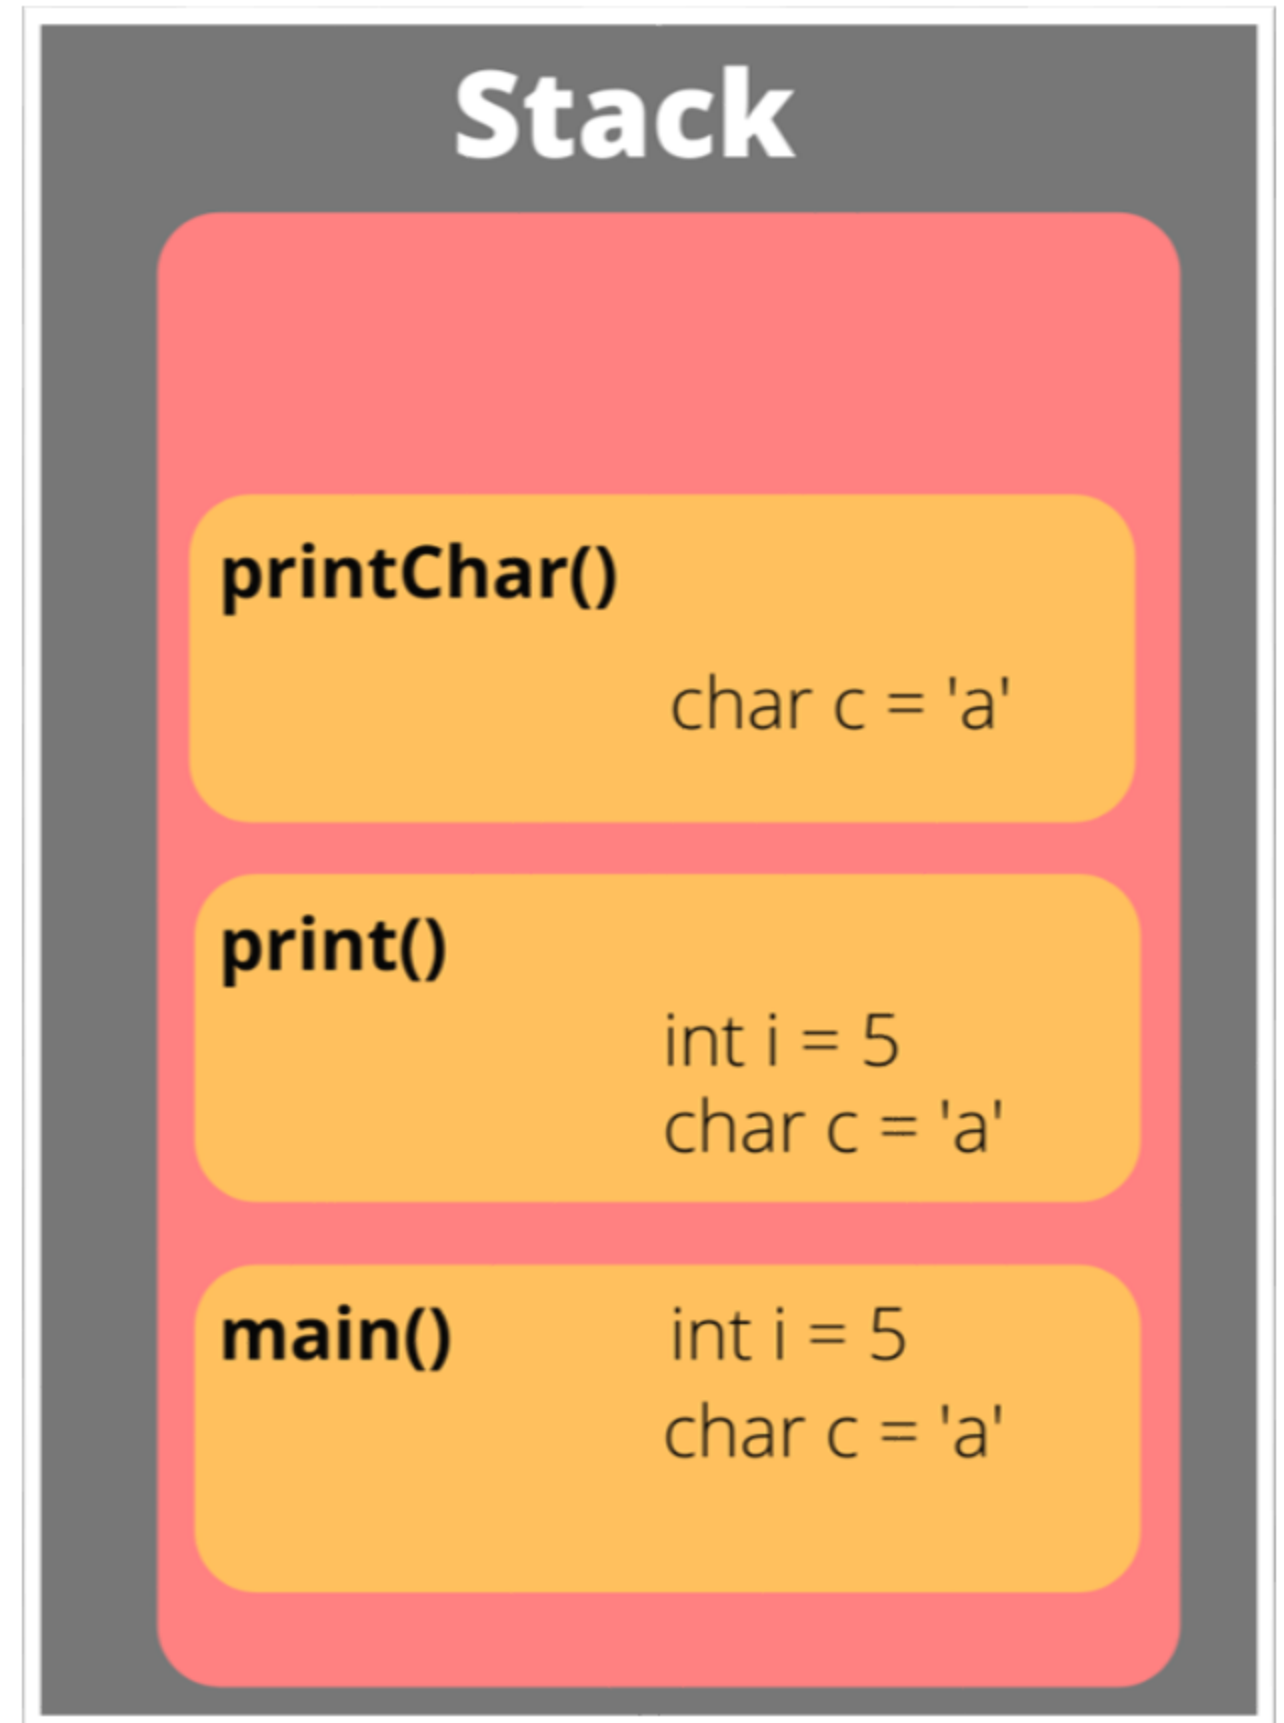 Stack
printChar()
char c = 'a'
print()
int i = 5
char c = 'a'
main() int i = 5
char c = 'a'